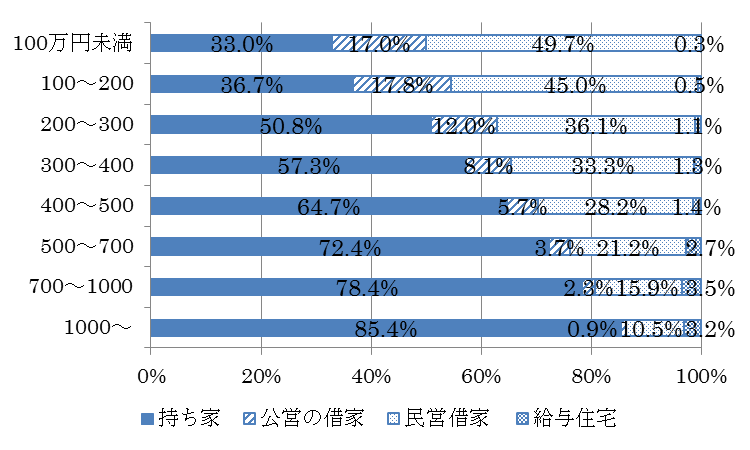 100万円未満 33.0% 17.0% 49.7% 0.3%
100～200 36.7% 17.8% 45.0% 0.5%
200～300 50.8% 12.0% 36.1% 1.1%
300～400 57.3% 8.1% 33.3% 1.3%
400～500 64.7% 5.7% 28.2% 1.4%
500～700 72.4% 3.7% 21.2% 2.7%
700～1000 78.4% 2.3% 15.9% 3.5%
1000～ 85.4% 0.9% 10.5% 3.2%
0% 20% 40% 60% 80% 100%
持ち家 公営の借家 民営借家 給与住宅